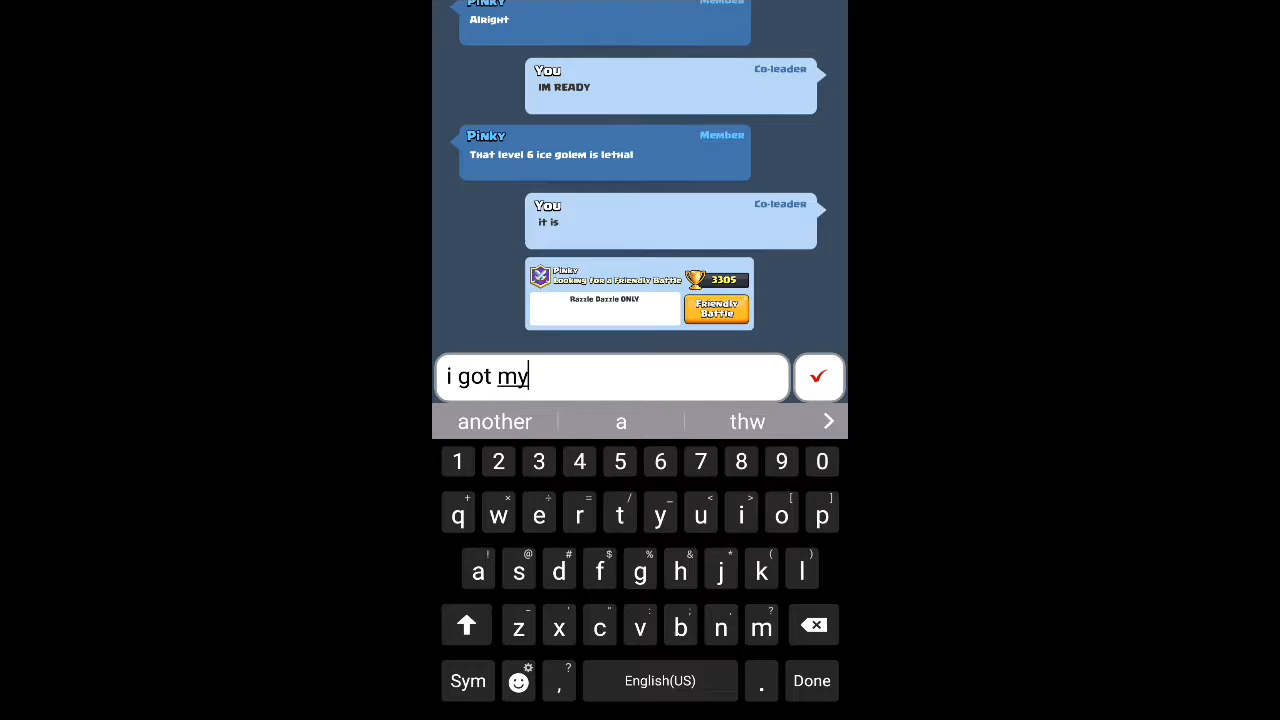 Pinky Member
Alright
You Co-leader
IM READY
Pinky Member
That level 6 ice golem is lethal
You Co-leader
it is
Pinky
Looking for a Friendly Battle 3305
Razzle Dazzle ONLY
Friendly
Battle
i got my
another a thw >
1 2 3 4 5 6 7 8 9 0
+ × ÷ = / _ < > [ ]
q w e r t y u i o p
! @ # $ % & * ( )
a s d f g h j k l
- ' " : ; , ?
z x c v b n m
Sym , ? English(US) . Done